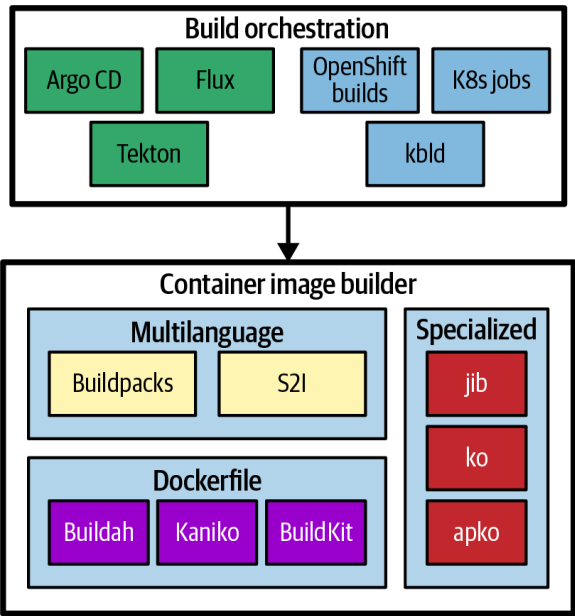 Build orchestration
Argo CD
Flux
OpenShift
builds
K8s jobs
Tekton
kbld
Container image builder
Multilanguage
Buildpacks
S2I
Dockerfile
Buildah
Kaniko
BuildKit
Specialized
jib
ko
apko